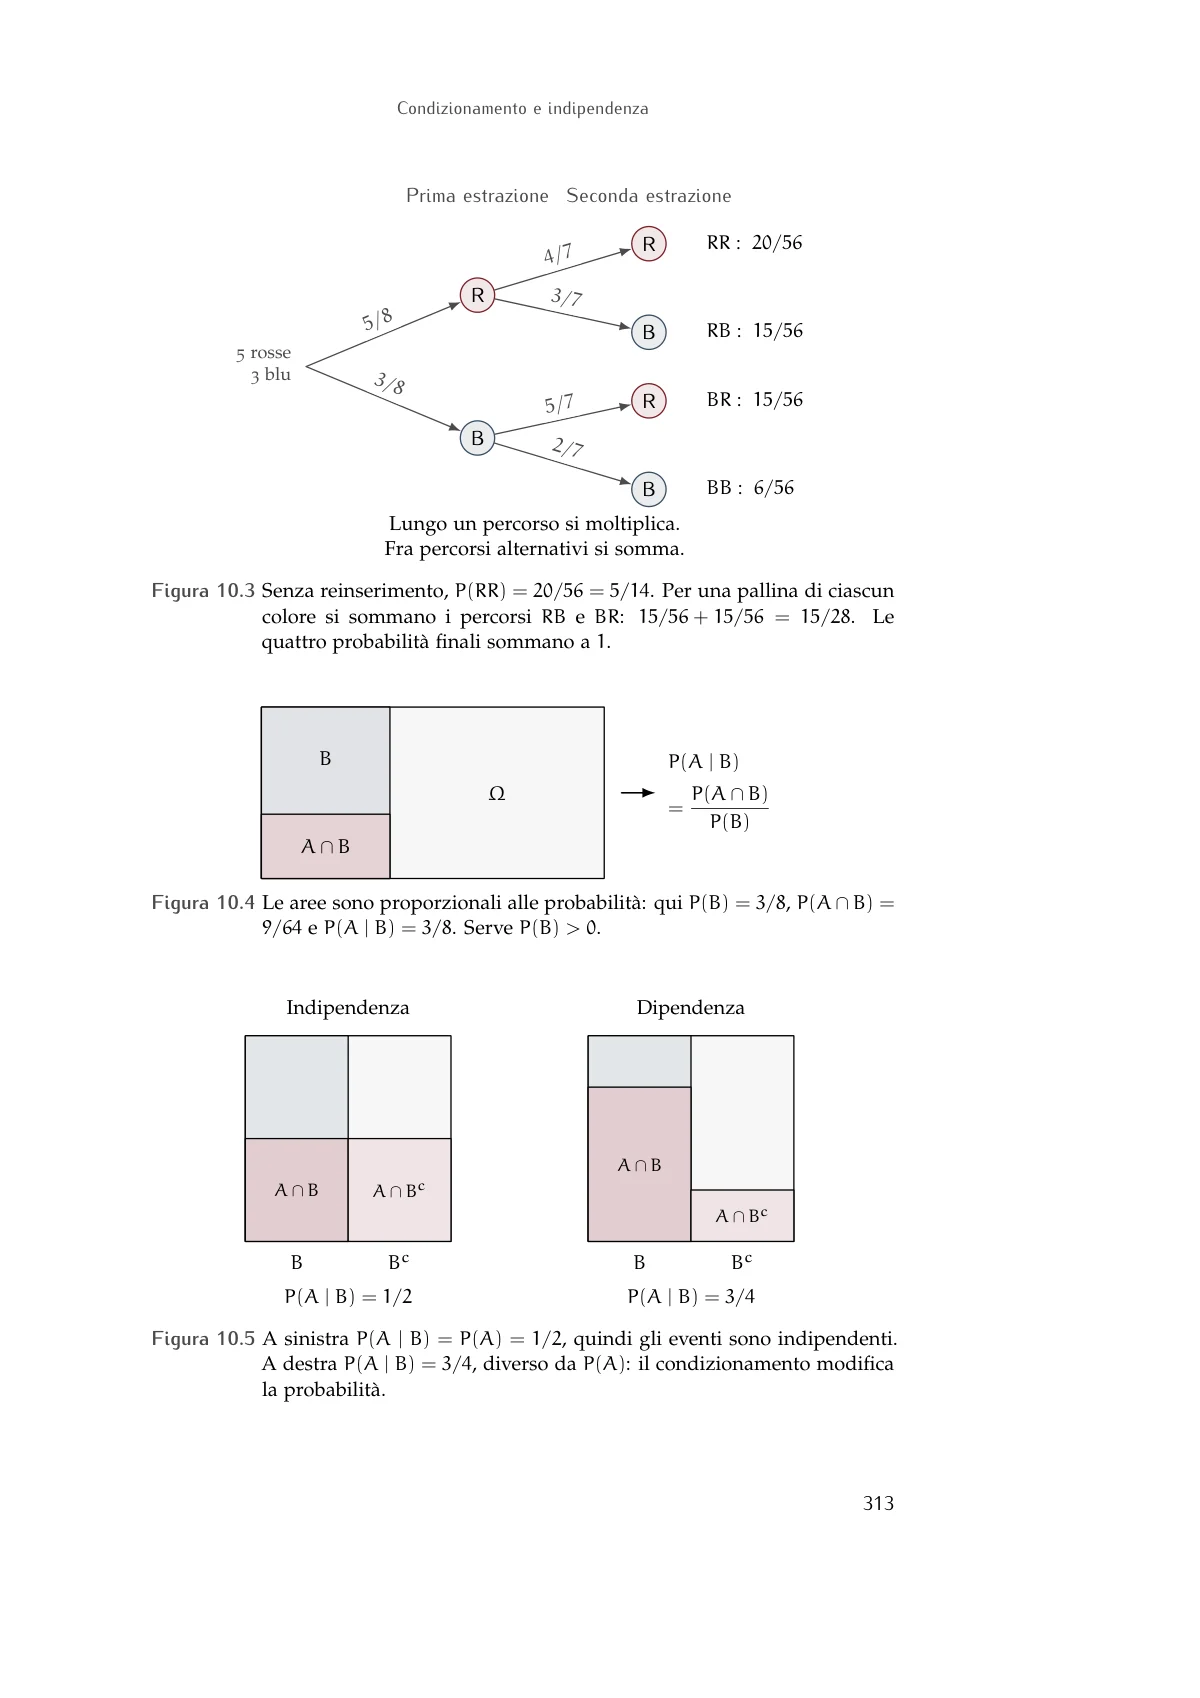 Condizionamento e indipendenza
Prima estrazione Seconda estrazione
5 rosse
3 blu
5/8
3/8
R
B
4/7
3/7
5/7
2/7
R
B
R
B
RR : 20/56
RB : 15/56
BR : 15/56
BB : 6/56
Lungo un percorso si moltiplica.
Fra percorsi alternativi si somma.
Figura 10.3 Senza reinserimento, P(RR) = 20/56 = 5/14. Per una pallina di ciascun
colore si sommano i percorsi RB e BR: 15/56 + 15/56 = 15/28. Le
quattro probabilità finali sommano a 1.
B
A ∩ B
Ω
P(A | B)
= P(A ∩ B)
P(B)
Figura 10.4 Le aree sono proporzionali alle probabilità: qui P(B) = 3/8, P(A ∩ B) =
9/64 e P(A | B) = 3/8. Serve P(B) > 0.
Indipendenza
A ∩ B
A ∩ Bᶜ
B
Bᶜ
P(A | B) = 1/2
Dipendenza
A ∩ B
A ∩ Bᶜ
B
Bᶜ
P(A | B) = 3/4
Figura 10.5 A sinistra P(A | B) = P(A) = 1/2, quindi gli eventi sono indipendenti.
A destra P(A | B) = 3/4, diverso da P(A): il condizionamento modifica
la probabilità.
313